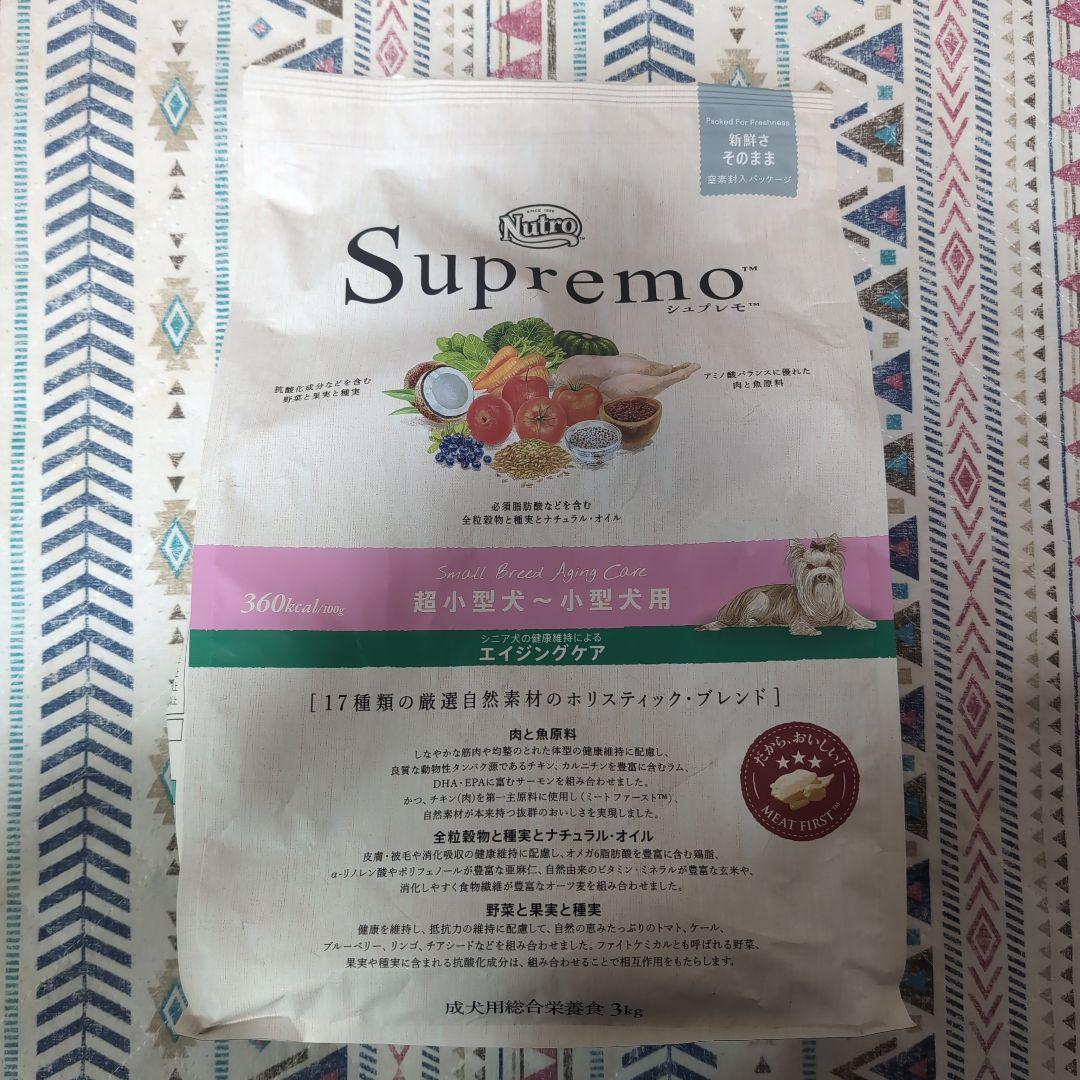 Packed For Freshness
新鮮さ
そのまま
窒素封入パッケージ
SINCE 1926
Nutro™
Supremo™
シュプレモ™
抗酸化成分などを含む
野菜と果実と種実
アミノ酸バランスに優れた
肉と魚原料
必須脂肪酸などを含む
全粒穀物と種実とナチュラル・オイル
Small Breed Aging Care
360kcal/100g
超小型犬～小型犬用
シニア犬の健康維持による
エイジングケア
[17種類の厳選自然素材のホリスティック・ブレンド]
肉と魚原料
しなやかな筋肉や均整のとれた体型の健康維持に配慮し、
良質な動物性タンパク源であるチキン、カルニチンを豊富に含むラム、
DHA・EPAに富むサーモンを組み合わせました。
かつ、チキン(肉)を第一主原料に使用し(ミートファースト™)、
自然素材が本来持つ抜群のおいしさを実現しました。
だから、おいしい!
MEAT FIRST™
全粒穀物と種実とナチュラル・オイル
皮膚・被毛や消化吸収の健康維持に配慮し、オメガ6脂肪酸を豊富に含む鶏脂、
α-リノレン酸やポリフェノールが豊富な亜麻仁、自然由来のビタミン・ミネラルが豊富な玄米や、
消化しやすく食物繊維が豊富なオーツ麦を組み合わせました。
野菜と果実と種実
健康を維持し、抵抗力の維持に配慮して、自然の恵みたっぷりのトマト、ケール、
ブルーベリー、リンゴ、チアシードなどを組み合わせました。ファイトケミカルとも呼ばれる野菜、
果実や種実に含まれる抗酸化成分は、組み合わせることで相互作用をもたらします。
成犬用総合栄養食 3kg